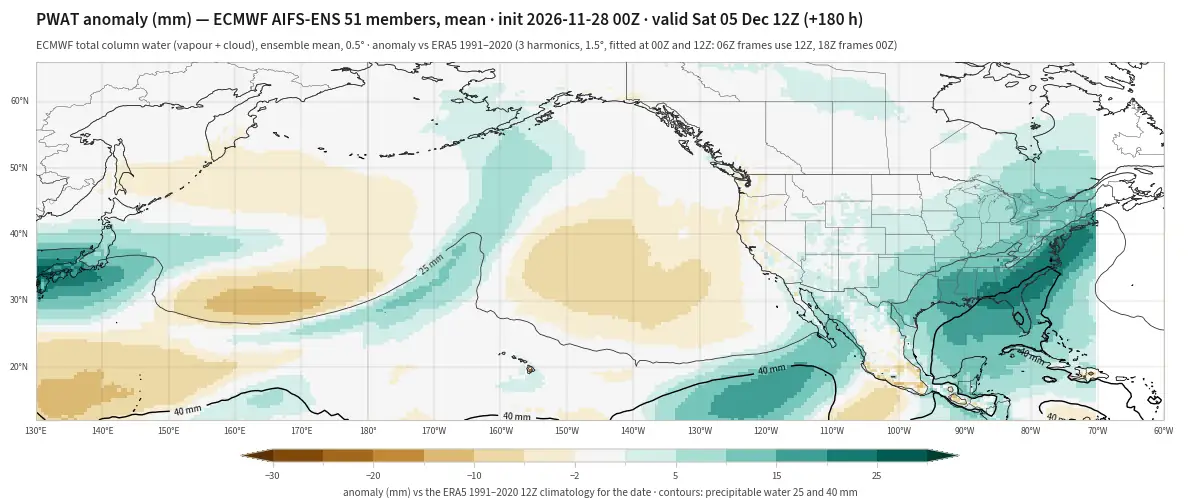 PWAT anomaly (mm) — ECMWF AIFS-ENS 51 members, mean · init 2026-11-28 00Z · valid Sat 05 Dec 12Z (+180 h)
ECMWF total column water (vapour + cloud), ensemble mean, 0.5° · anomaly vs ERA5 1991–2020 (3 harmonics, 1.5°, fitted at 00Z and 12Z: 06Z frames use 12Z, 18Z frames 00Z)
60°N
50°N
40°N
25 mm
30°N
20°N
40 mm
40 mm
40 mm
40 mm
40 mm
130°E 140°E 150°E 160°E 170°E 180° 170°W 160°W 150°W 140°W 130°W 120°W 110°W 100°W 90°W 80°W 70°W 60°W
−30 −20 −10 −2 5 15 25
anomaly (mm) vs the ERA5 1991–2020 12Z climatology for the date · contours: precipitable water 25 and 40 mm